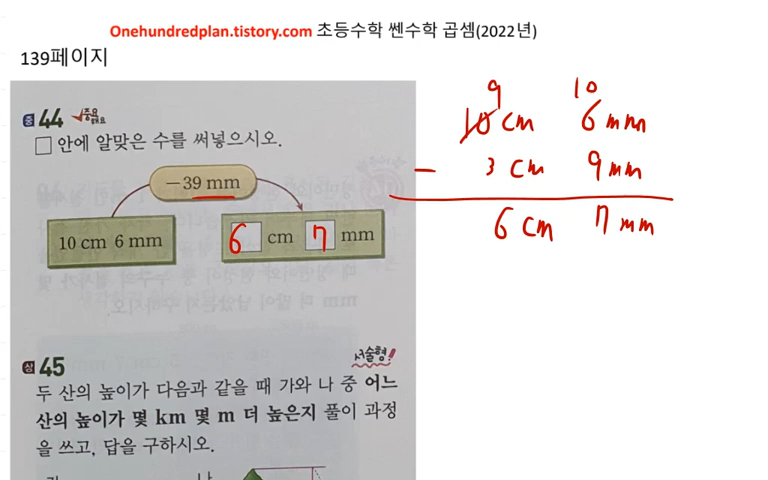 Onehundredplan.tistory.com 초등수학 쎈수학 곱셈(2022년)
139페이지
중 44 중요
□ 안에 알맞은 수를 써넣으시오.
-39 mm
10 cm 6 mm
6 cm 7 mm
상 45 서술형!
두 산의 높이가 다음과 같을 때 가와 나 중 어느
산의 높이가 몇 km 몇 m 더 높은지 풀이 과정
을 쓰고, 답을 구하시오.
9 10
10 cm 6 mm
- 3 cm 9 mm
6 cm 7 mm